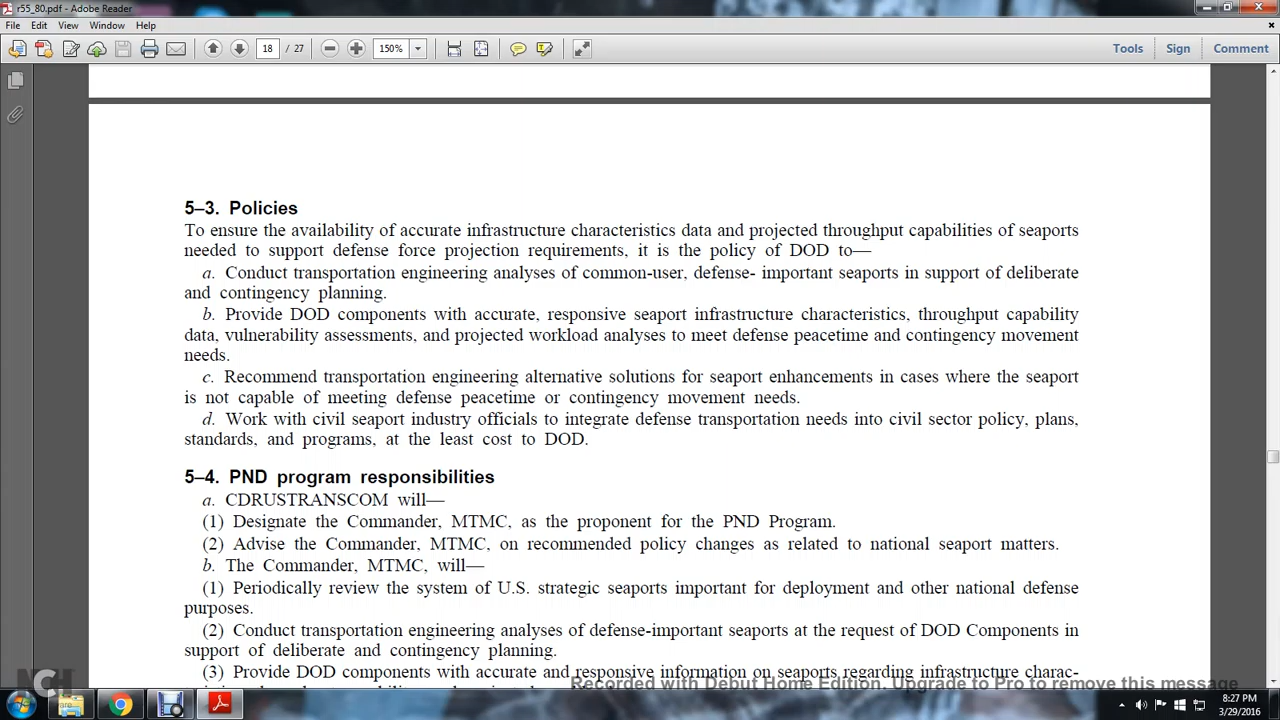 r55_80.pdf - Adobe Reader
File Edit View Window Help
18 / 27 150% Tools Sign Comment
5–3. Policies
To ensure the availability of accurate infrastructure characteristics data and projected throughput capabilities of seaports
needed to support defense force projection requirements, it is the policy of DOD to—
a. Conduct transportation engineering analyses of common-user, defense- important seaports in support of deliberate
and contingency planning.
b. Provide DOD components with accurate, responsive seaport infrastructure characteristics, throughput capability
data, vulnerability assessments, and projected workload analyses to meet defense peacetime and contingency movement
needs.
c. Recommend transportation engineering alternative solutions for seaport enhancements in cases where the seaport
is not capable of meeting defense peacetime or contingency movement needs.
d. Work with civil seaport industry officials to integrate defense transportation needs into civil sector policy, plans,
standards, and programs, at the least cost to DOD.
5–4. PND program responsibilities
a. CDRUSTRANSCOM will—
(1) Designate the Commander, MTMC, as the proponent for the PND Program.
(2) Advise the Commander, MTMC, on recommended policy changes as related to national seaport matters.
b. The Commander, MTMC, will—
(1) Periodically review the system of U.S. strategic seaports important for deployment and other national defense
purposes.
(2) Conduct transportation engineering analyses of defense-important seaports at the request of DOD Components in
support of deliberate and contingency planning.
(3) Provide DOD components with accurate and responsive information on seaports regarding infrastructure charac-
Recorded with Debut Home Edition. Upgrade to Pro to remove this message
NCH
8:27 PM
3/29/2016